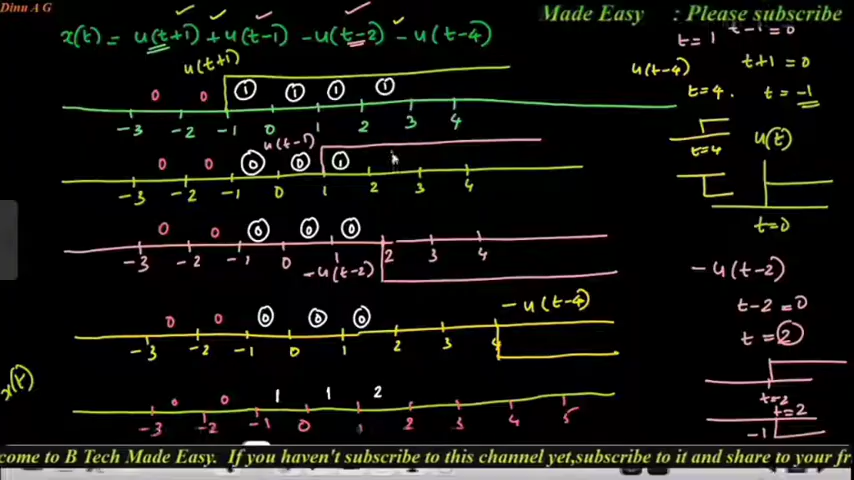 Dinu A G
Made Easy : Please subscribe
x(t) = u(t+1) + u(t-1) - u(t-2) - u(t-4)
t=1 t-1=0
u(t+1)
u(t-4)
t+1=0
t=4. t=-1
0 0 1 1 1 1
-3 -2 -1 0 1 2 3 4
t=4
u(t)
u(t-1)
0 0 0 0 1
-3 -2 -1 0 1 2 3 4
t=0
0 0 0 0 0
-3 -2 -1 0 1 2 3 4
-u(t-2)
-u(t-2)
t-2=0
t=2
-u(t-4)
0 0 0 0 0
-3 -2 -1 0 1 2 3 4
x(t)
1 1 2
0 0
-3 -2 -1 0 1 2 3 4 5
t=2
t=2
-1
come to B Tech Made Easy. If you haven't subscribe to this channel yet,subscribe to it and share to your fr